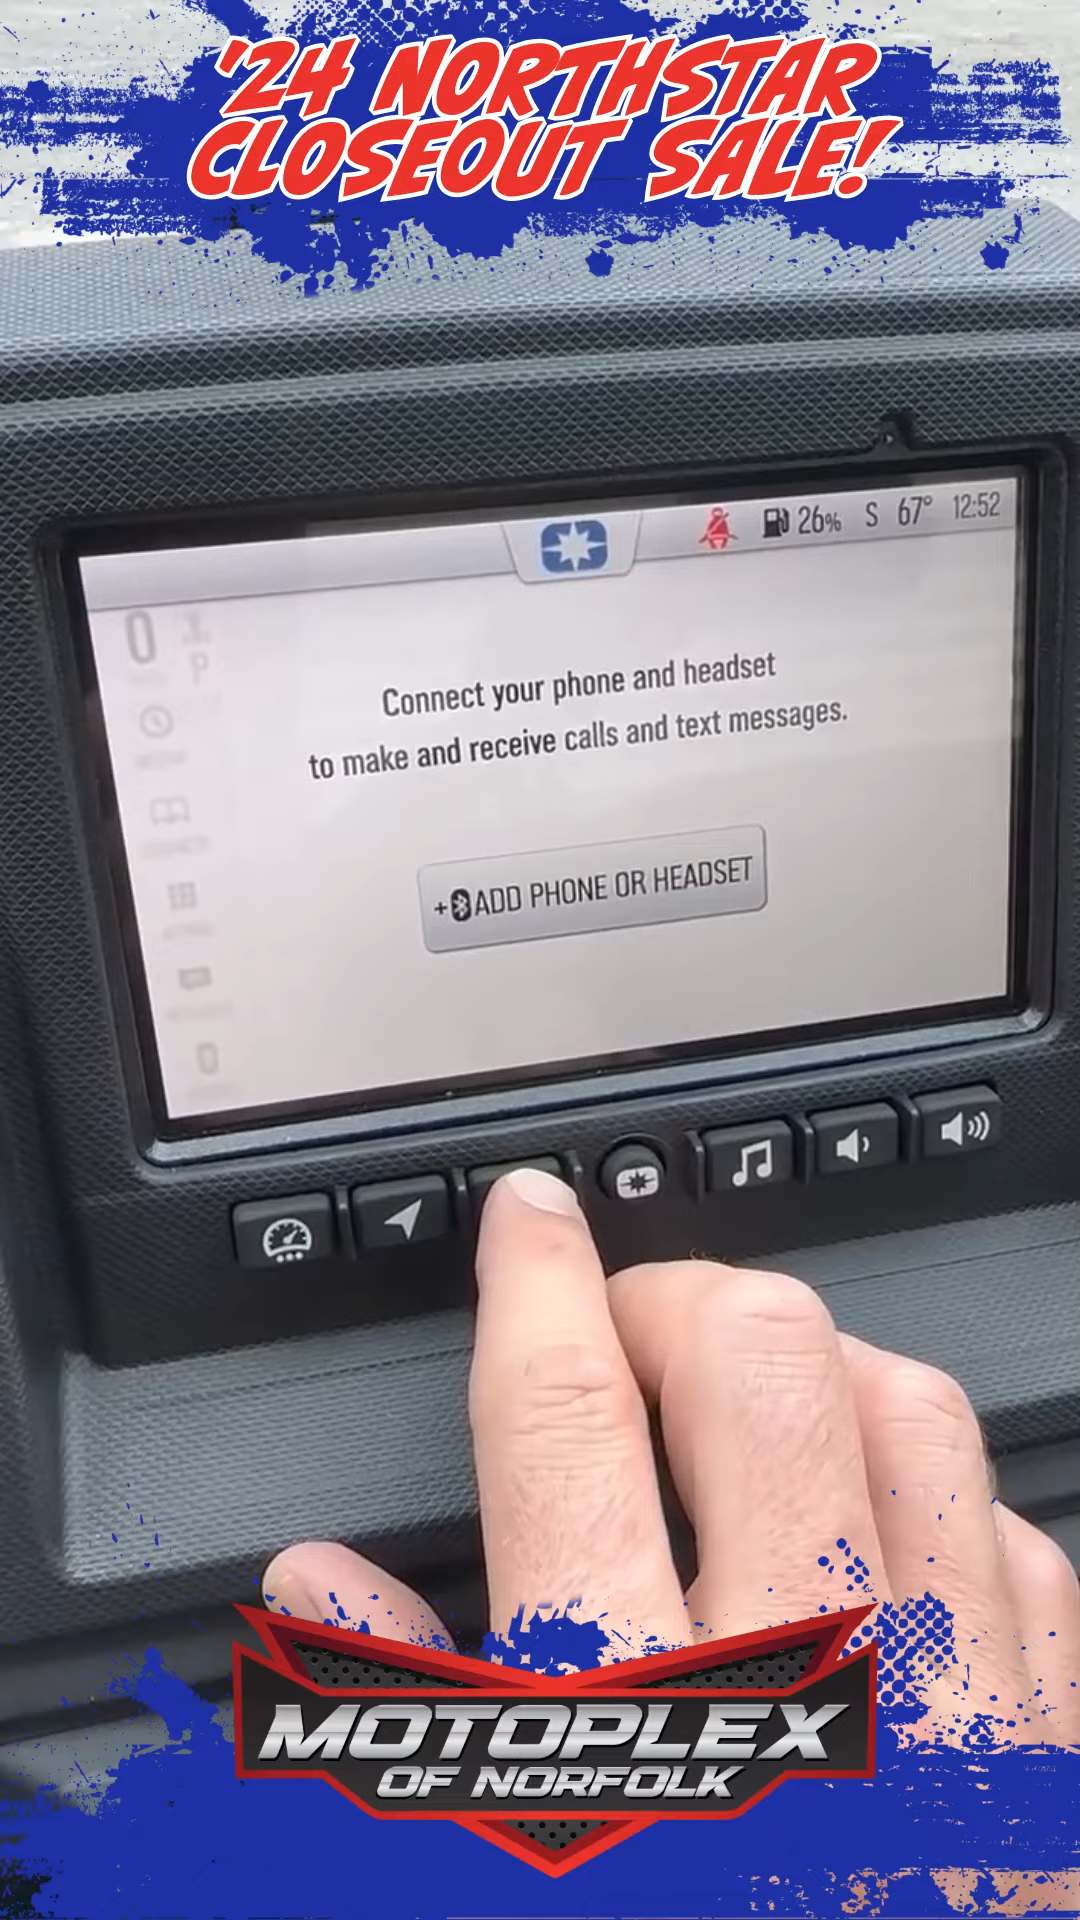 '24 NORTHSTAR
CLOSEOUT SALE!
26% S 67° 12:52
0
P
Connect your phone and headset
to make and receive calls and text messages.
+ ADD PHONE OR HEADSET
MOTOPLEX
OF NORFOLK